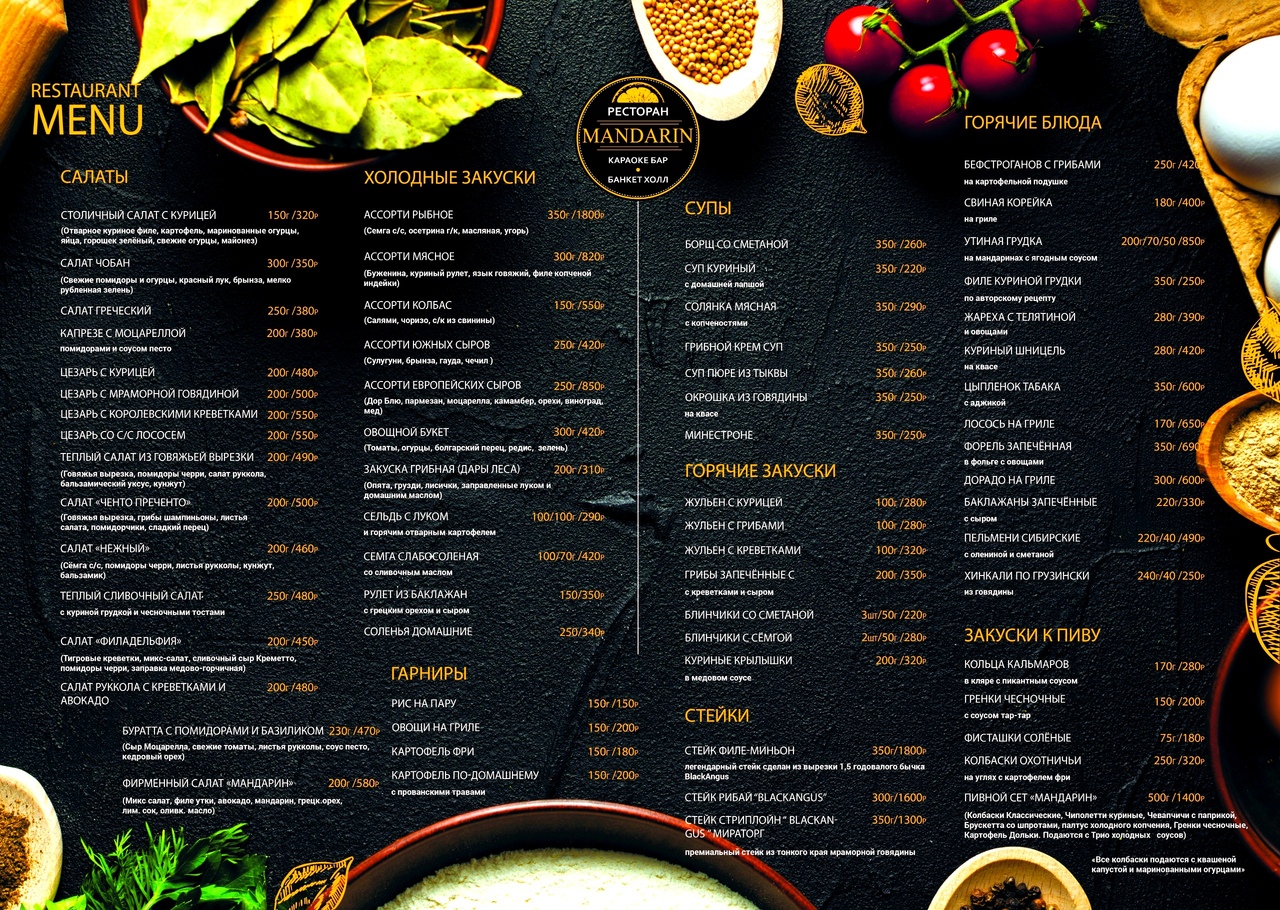 RESTAURANT
MENU
РЕСТОРАН
MANDARIN
КАРАОКЕ БАР
БАНКЕТ ХОЛЛ
САЛАТЫ
СТОЛИЧНЫЙ САЛАТ С КУРИЦЕЙ 150г /320р
(Отварное куриное филе, картофель, маринованные огурцы,
яйца, горошек зелёный, свежие огурцы, майонез)
САЛАТ ЧОБАН 300г /350р
(Свежие помидоры и огурцы, красный лук, брынза, мелко
рубленная зелень)
САЛАТ ГРЕЧЕСКИЙ 250г /380р
КАПРЕЗЕ С МОЦАРЕЛЛОЙ 200г /380р
помидорами и соусом песто
ЦЕЗАРЬ С КУРИЦЕЙ 200г /480р
ЦЕЗАРЬ С МРАМОРНОЙ ГОВЯДИНОЙ 200г /500р
ЦЕЗАРЬ С КОРОЛЕВСКИМИ КРЕВЕТКАМИ 200г /550р
ЦЕЗАРЬ СО С/С ЛОСОСЕМ 200г /550р
ТЕПЛЫЙ САЛАТ ИЗ ГОВЯЖЬЕЙ ВЫРЕЗКИ 200г /490р
(Говяжья вырезка, помидоры черри, салат руккола,
бальзамический уксус, кунжут)
САЛАТ «ЧЕНТО ПРЕЧЕНТО» 200г /500р
(Говяжья вырезка, грибы шампиньоны, листья
салата, помидорчики, сладкий перец)
САЛАТ «НЕЖНЫЙ» 200г /460р
(Сёмга с/с, помидоры черри, листья рукколы, кунжут,
бальзамик)
ТЕПЛЫЙ СЛИВОЧНЫЙ САЛАТ 250г /480р
с куриной грудкой и чесночными тостами
САЛАТ «ФИЛАДЕЛЬФИЯ» 200г /450р
(Тигровые креветки, микс-салат, сливочный сыр Креметто,
помидоры черри, заправка медово-горчичная)
САЛАТ РУККОЛА С КРЕВЕТКАМИ И 200г /480р
АВОКАДО
БУРАТТА С ПОМИДОРАМИ И БАЗИЛИКОМ 230г /470р
(Сыр Моцарелла, свежие томаты, листья рукколы, соус песто,
кедровый орех)
ФИРМЕННЫЙ САЛАТ «МАНДАРИН» 200г /580р
(Микс салат, филе утки, авокадо, мандарин, грецк.орех,
лим. сок, оливк. масло)
ХОЛОДНЫЕ ЗАКУСКИ
АССОРТИ РЫБНОЕ 350г /1800р
(Семга с/с, осетрина г/к, масляная, угорь)
АССОРТИ МЯСНОЕ 300г /820р
(Буженина, куриный рулет, язык говяжий, филе копченой
индейки)
АССОРТИ КОЛБАС 150г /550р
(Салями, чоризо, с/к из свинины)
АССОРТИ ЮЖНЫХ СЫРОВ 250г /420р
(Сулугуни, брынза, гауда, чечил )
АССОРТИ ЕВРОПЕЙСКИХ СЫРОВ 250г /850р
(Дор Блю, пармезан, моцарелла, камамбер, орехи, виноград,
мед)
ОВОЩНОЙ БУКЕТ 300г /420р
(Томаты, огурцы, болгарский перец, редис, зелень)
ЗАКУСКА ГРИБНАЯ (ДАРЫ ЛЕСА) 200г /310р
(Опята, грузди, лисички, заправленные луком и
домашним маслом)
СЕЛЬДЬ С ЛУКОМ 100/100г /290р
и горячим отварным картофелем
СЕМГА СЛАБОСОЛЕНАЯ 100/70г /420р
со сливочным маслом
РУЛЕТ ИЗ БАКЛАЖАН 150/350р
с грецким орехом и сыром
СОЛЕНЬЯ ДОМАШНИЕ 250/340р
ГАРНИРЫ
РИС НА ПАРУ 150г /150р
ОВОЩИ НА ГРИЛЕ 150г /200р
КАРТОФЕЛЬ ФРИ 150г /180р
КАРТОФЕЛЬ ПО-ДОМАШНЕМУ 150г /200р
с прованскими травами
СУПЫ
БОРЩ СО СМЕТАНОЙ 350г /260р
СУП КУРИНЫЙ 350г /220р
с домашней лапшой
СОЛЯНКА МЯСНАЯ 350г /290р
с копченостями
ГРИБНОЙ КРЕМ СУП 350г /250р
СУП ПЮРЕ ИЗ ТЫКВЫ 350г /260р
ОКРОШКА ИЗ ГОВЯДИНЫ 350г /250р
на квасе
МИНЕСТРОНЕ 350г /250р
ГОРЯЧИЕ ЗАКУСКИ
ЖУЛЬЕН С КУРИЦЕЙ 100г /280р
ЖУЛЬЕН С ГРИБАМИ 100г /280р
ЖУЛЬЕН С КРЕВЕТКАМИ 100г /320р
ГРИБЫ ЗАПЕЧЁННЫЕ С 200г /350р
с креветками и сыром
БЛИНЧИКИ СО СМЕТАНОЙ 3шт/50г /220р
БЛИНЧИКИ С СЁМГОЙ 2шт/50г /280р
КУРИНЫЕ КРЫЛЫШКИ 200г /320р
в медовом соусе
СТЕЙКИ
СТЕЙК ФИЛЕ-МИНЬОН 350г/1800р
легендарный стейк сделан из вырезки 1,5 годовалого бычка
BlackAngus
СТЕЙК РИБАЙ "BLACKANGUS" 300г/1600р
СТЕЙК СТРИПЛОЙН " BLACKAN- 350г/1300р
GUS " МИРАТОРГ
премиальный стейк из тонкого края мраморной говядины
ГОРЯЧИЕ БЛЮДА
БЕФСТРОГАНОВ С ГРИБАМИ 250г /420
на картофельной подушке
СВИНАЯ КОРЕЙКА 180г /400р
на гриле
УТИНАЯ ГРУДКА 200г/70/50 /850р
на мандаринах с ягодным соусом
ФИЛЕ КУРИНОЙ ГРУДКИ 350г /250р
по авторскому рецепту
ЖАРЕХА С ТЕЛЯТИНОЙ 280г /390р
и овощами
КУРИНЫЙ ШНИЦЕЛЬ 280г /420р
на квасе
ЦЫПЛЕНОК ТАБАКА 350г /600р
с аджикой
ЛОСОСЬ НА ГРИЛЕ 170г /650р
ФОРЕЛЬ ЗАПЕЧЁННАЯ 350г /690
в фольге с овощами
ДОРАДО НА ГРИЛЕ 300г /600р
БАКЛАЖАНЫ ЗАПЕЧЁННЫЕ 220г/330р
с сыром
ПЕЛЬМЕНИ СИБИРСКИЕ 220г/40 /490р
с олениной и сметаной
ХИНКАЛИ ПО ГРУЗИНСКИ 240г/40 /250р
из говядины
ЗАКУСКИ К ПИВУ
КОЛЬЦА КАЛЬМАРОВ 170г /280р
в кляре с пикантным соусом
ГРЕНКИ ЧЕСНОЧНЫЕ 150г /200р
с соусом тар-тар
ФИСТАШКИ СОЛЁНЫЕ 75г /180р
КОЛБАСКИ ОХОТНИЧЬИ 250г /320р
на углях с картофелем фри
ПИВНОЙ СЕТ «МАНДАРИН» 500г /1400р
(Колбаски Классические, Чиполетти куриные, Чевапчичи с паприкой,
Брускетта со шпротами, палтус холодного копчения, Гренки чесночные,
Картофель Дольки. Подаются с Трио холодных соусов)
«Все колбаски подаются с квашеной
капустой и маринованными огурцами»